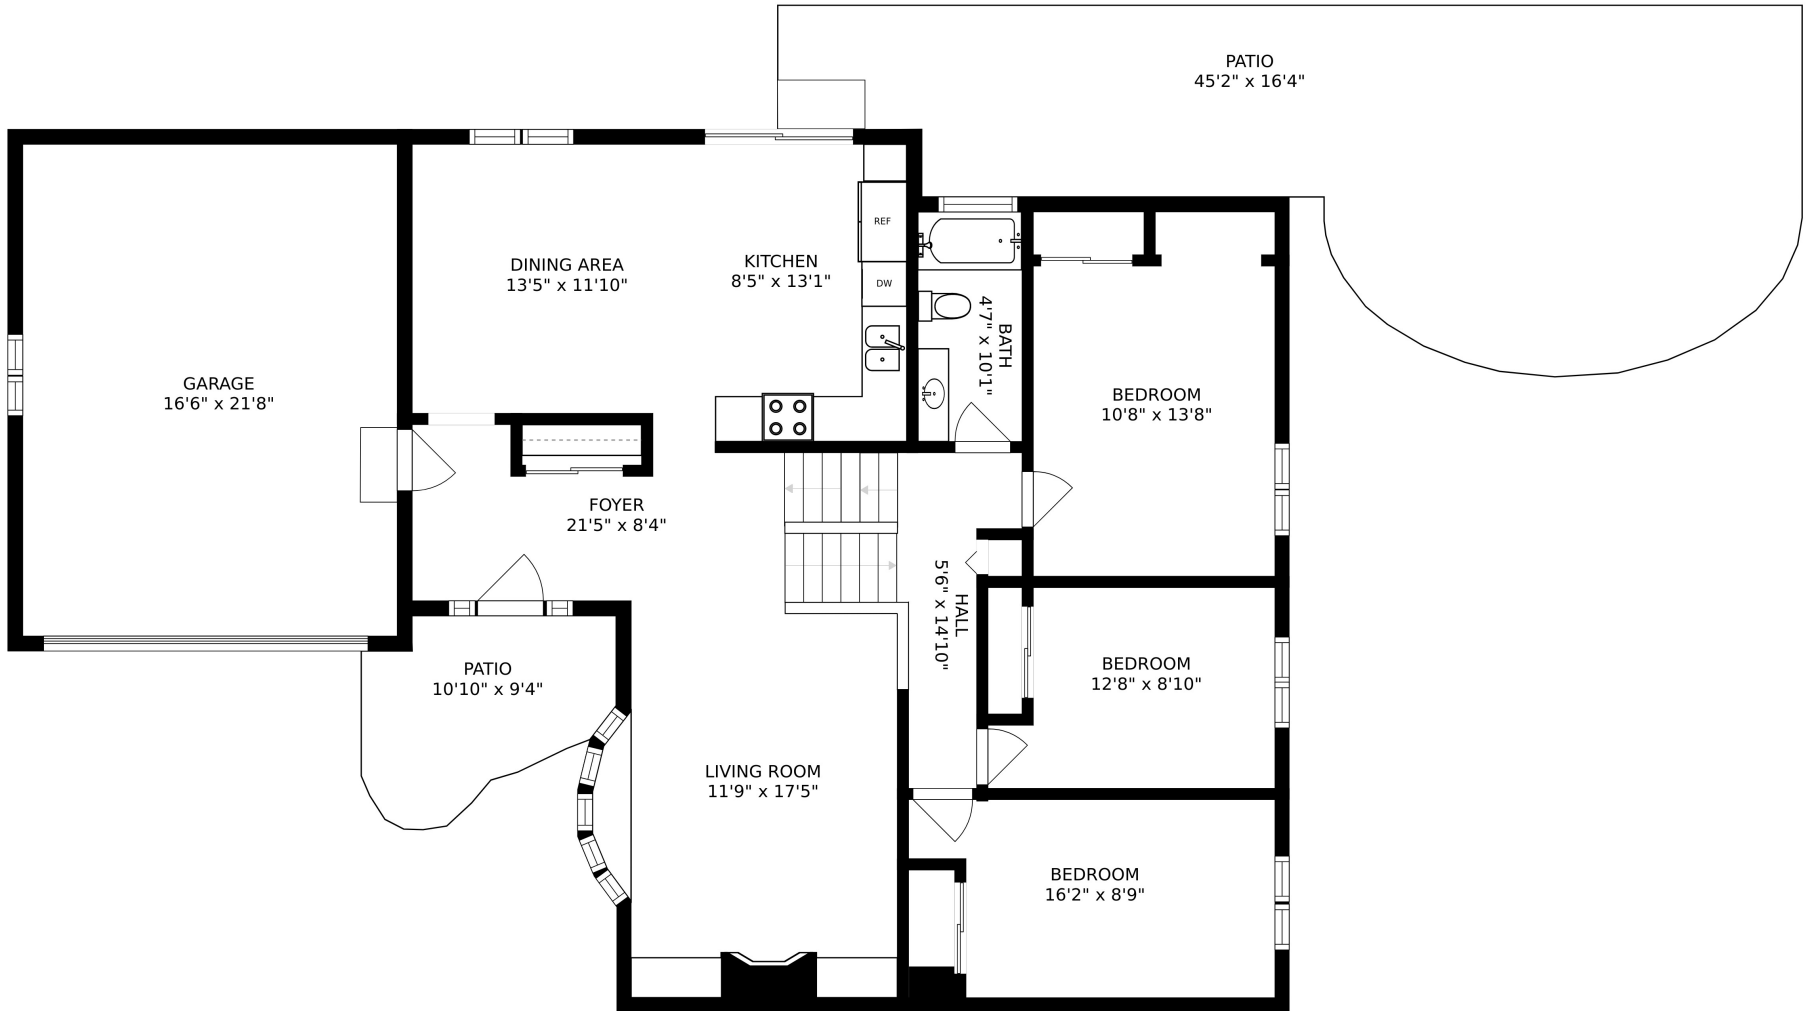 PATIO
45'2" x 16'4"
REF
DINING AREA
13'5" x 11'10"
KITCHEN
8'5" x 13'1"
DW
BATH
4'7" x 10'1"
GARAGE
16'6" x 21'8"
BEDROOM
10'8" x 13'8"
FOYER
21'5" x 8'4"
HALL
5'6" x 14'10"
PATIO
10'10" x 9'4"
BEDROOM
12'8" x 8'10"
LIVING ROOM
11'9" x 17'5"
BEDROOM
16'2" x 8'9"